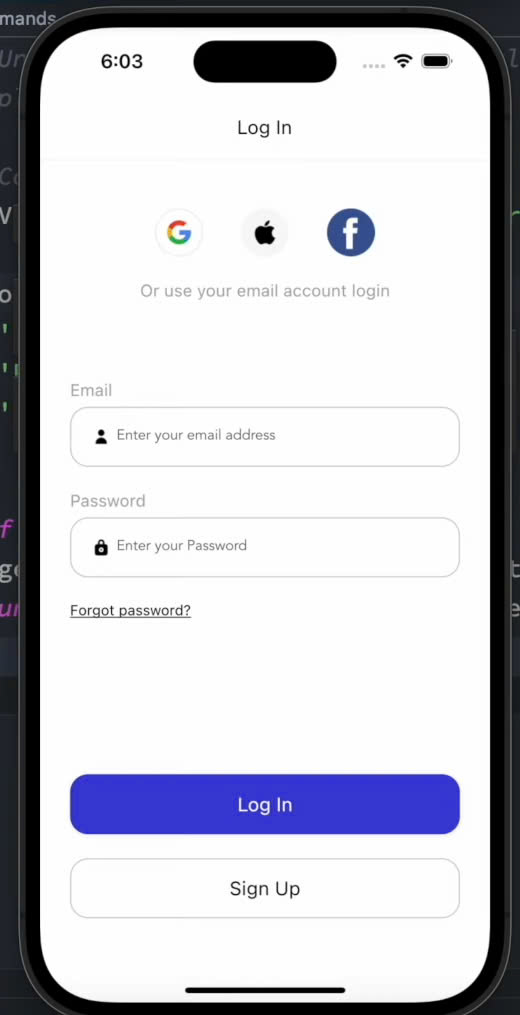 mands
6:03
Log In
Or use your email account login
Email
Enter your email address
Password
Enter your Password
Forgot password?
Log In
Sign Up